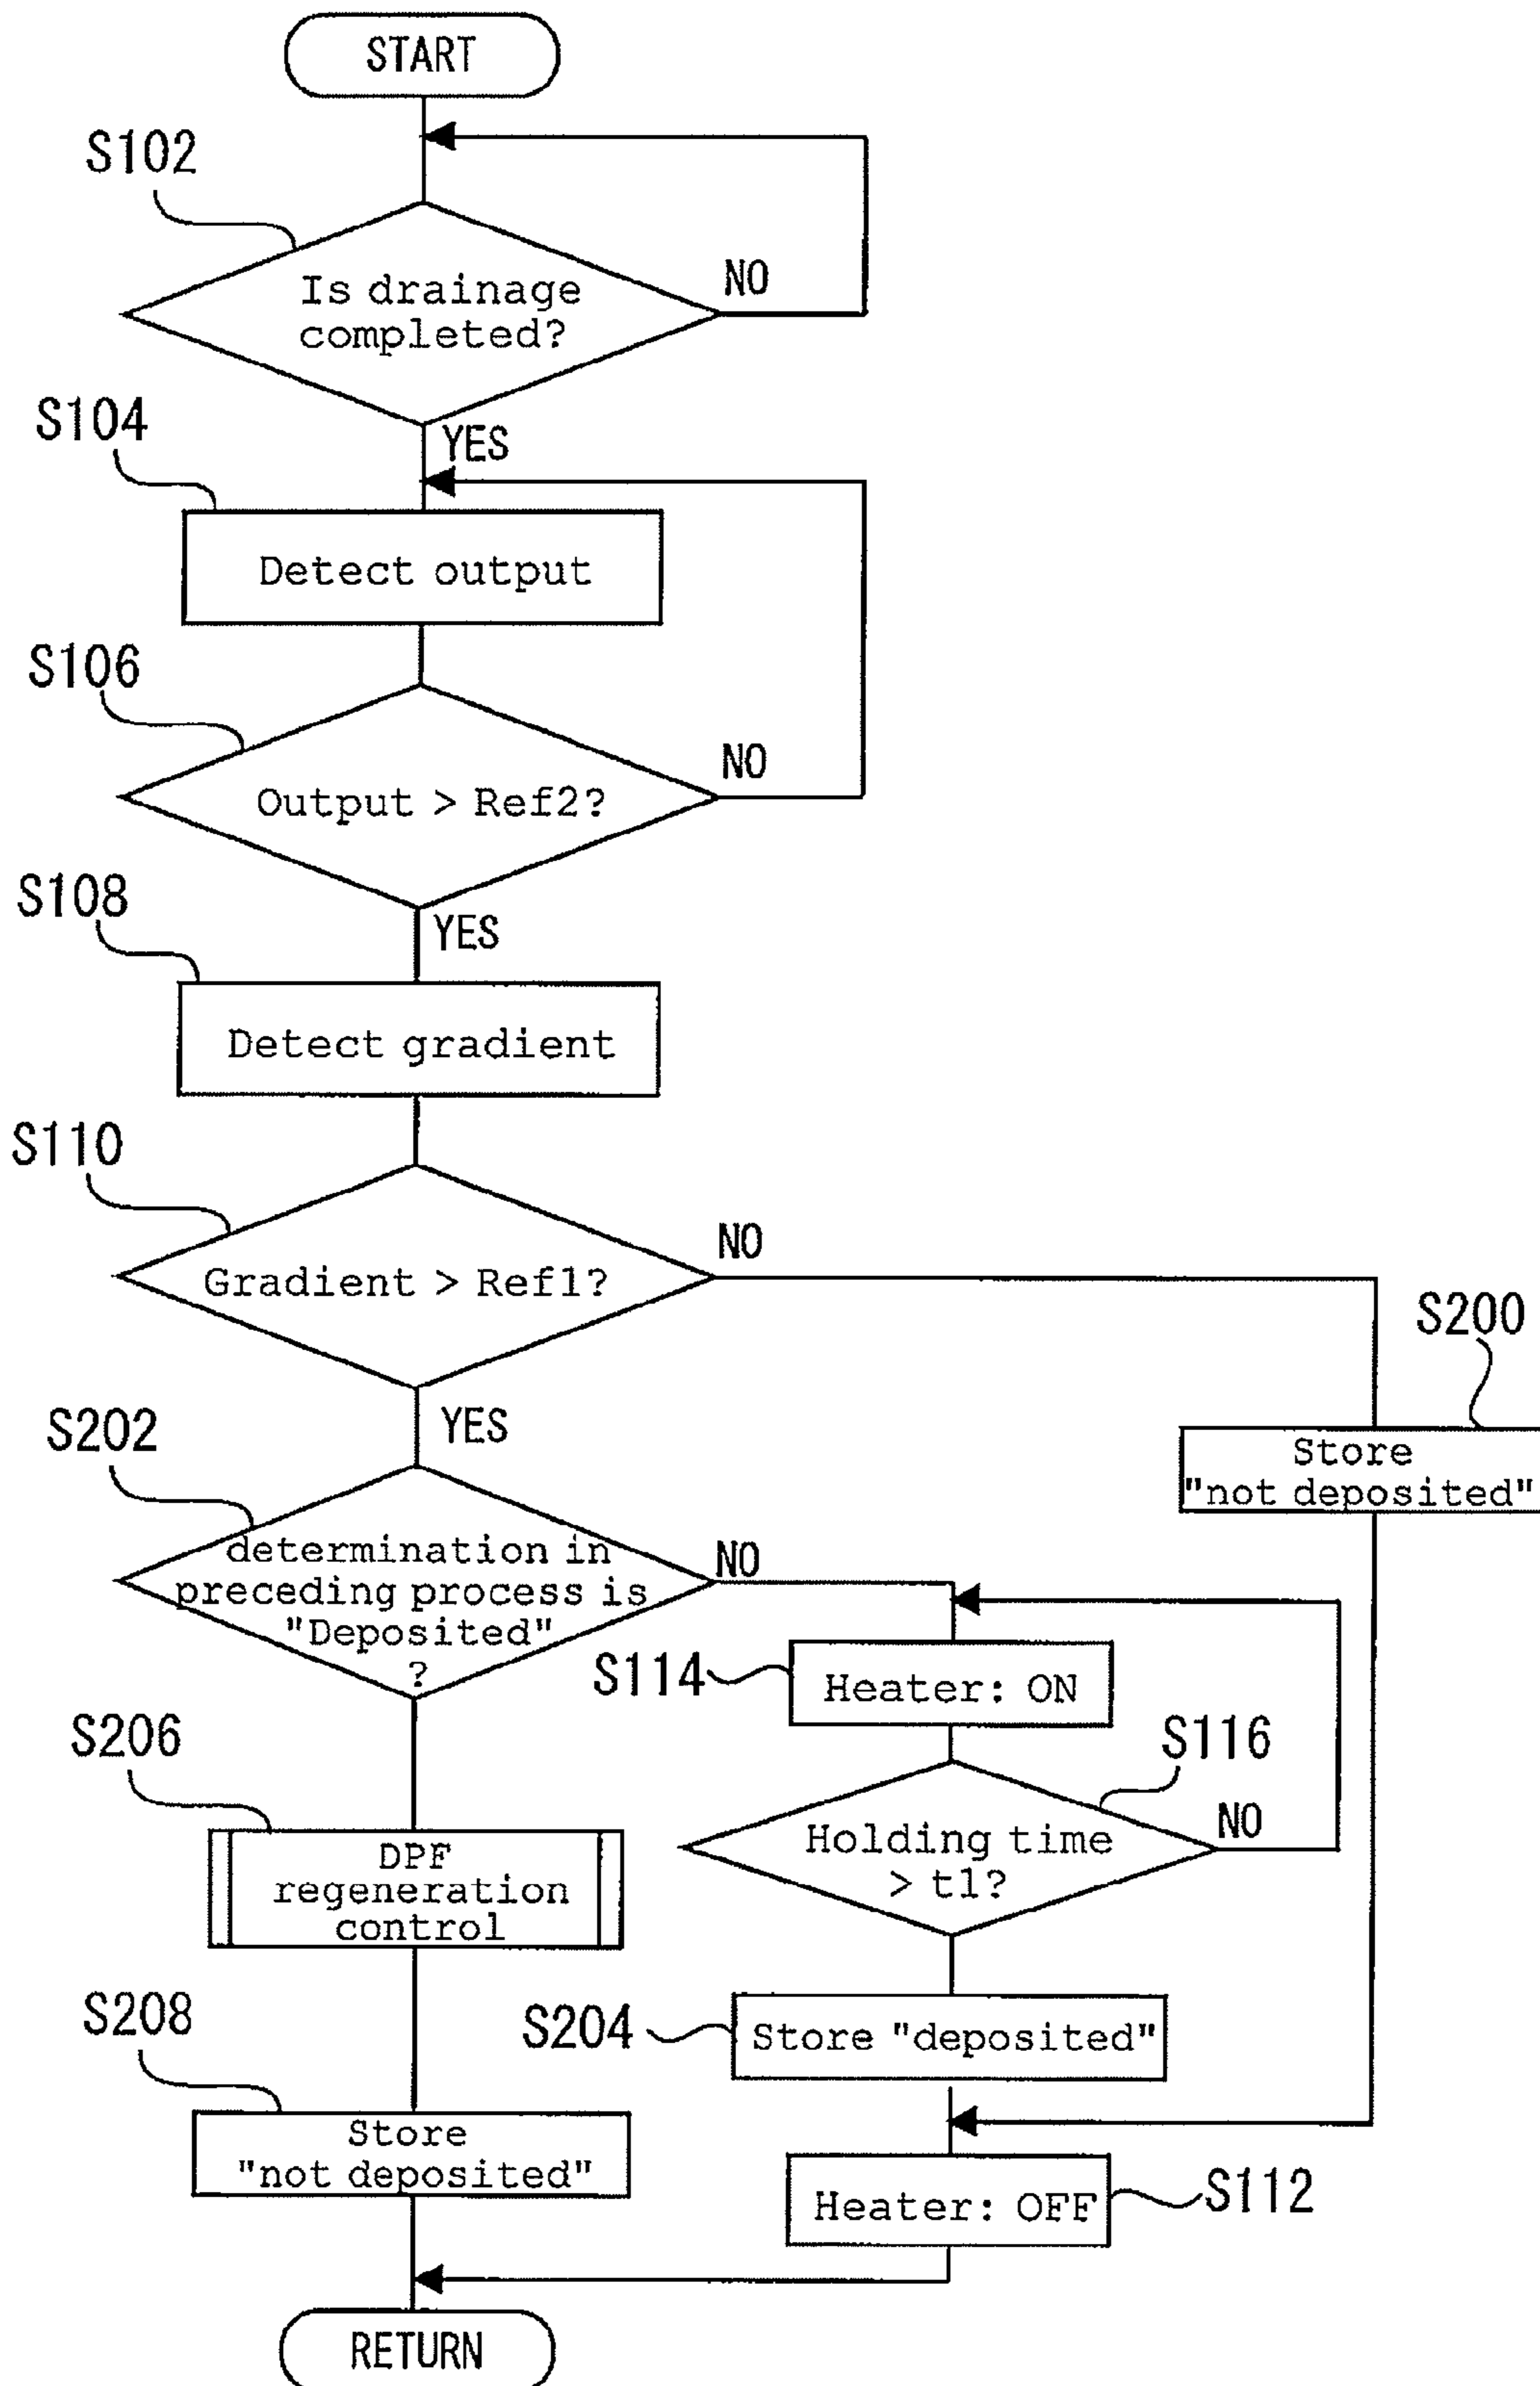 START
S102
Is drainage
completed?
NO
YES
S104
Detect output
S106
Output > Ref2?
NO
YES
S108
Detect gradient
S110
Gradient > Ref1?
NO
YES
S200
Store
"not deposited"
S202
determination in
preceding process is
"Deposited"
?
NO
S114
Heater: ON
S116
Holding time
> t1?
NO
S206
DPF
regeneration
control
S204
Store "deposited"
S208
Store
"not deposited"
Heater: OFF
S112
RETURN